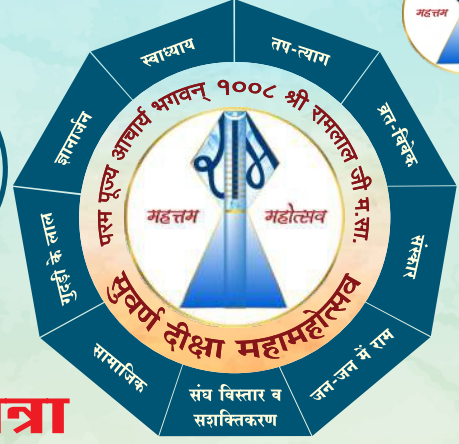 महत्तम
स्वाध्याय
तप-त्याग
व्रत-विवेक
संस्कार
जन-जन में राम
संघ विस्तार व
सशक्तिकरण
सामाजिक
गुदड़ी के लाल
ज्ञानार्जन
परम पूज्य आचार्य भगवन् १००८ श्री रामलाल जी म.सा.
राम
महत्तम महोत्सव
सुवर्ण दीक्षा महामहोत्सव